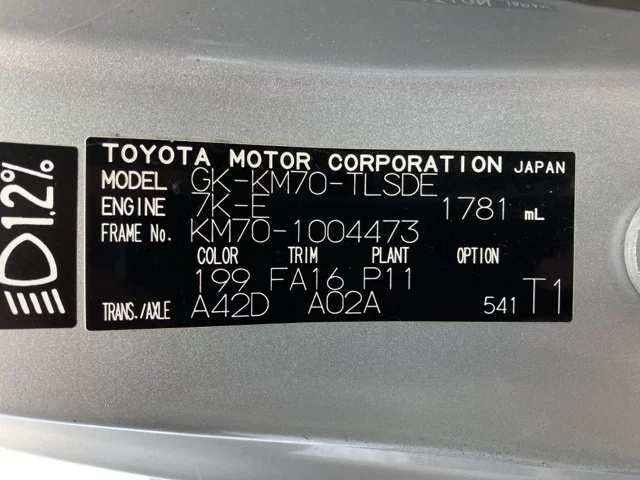 1.2%
TOYOTA MOTOR CORPORATION JAPAN
MODEL GK-KM70-TLSDE
ENGINE 7K-E 1781 mL
FRAME NO. KM70-1004473
COLOR TRIM PLANT OPTION
199 FA16 P11
TRANS./AXLE A42D A02A 541 T1